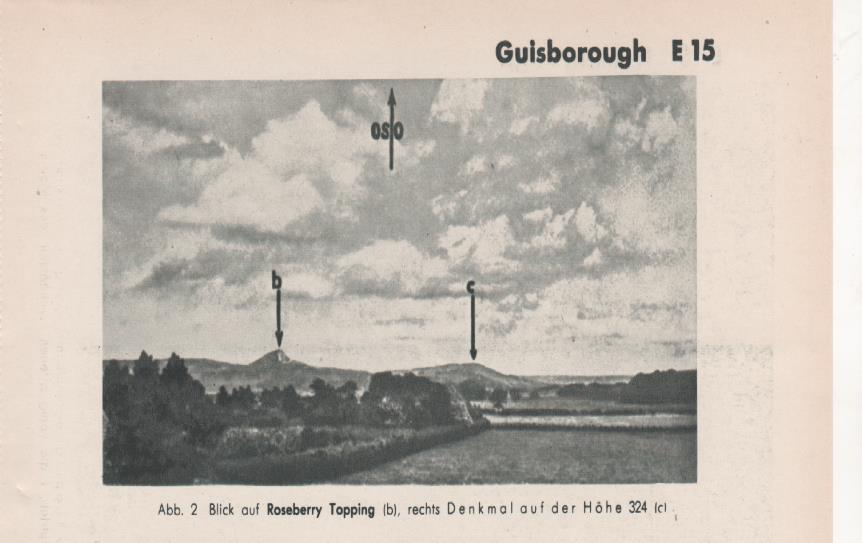 Guisborough E 15
OSO
b
c
Abb. 2 Blick auf Roseberry Topping (b), rechts Denkmal auf der Höhe 324 (c)